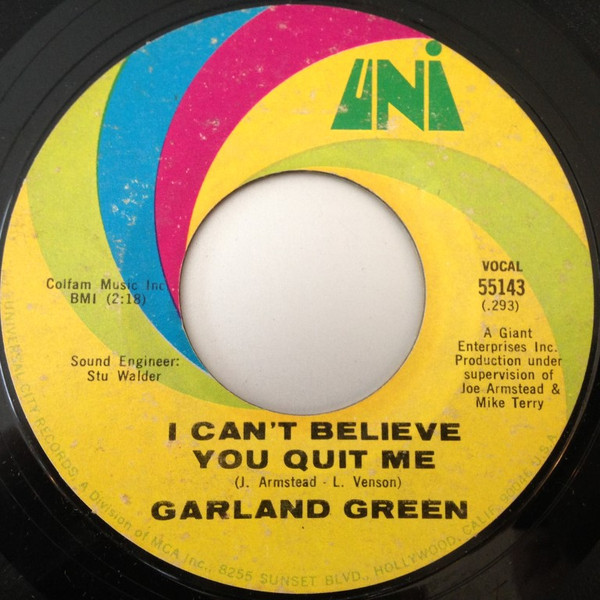 UNI
VOCAL
55143
(.293)
Colfam Music Inc
BMI (2:18)
Sound Engineer:
Stu Walder
A Giant
Enterprises Inc.
Production under
supervision of
Joe Armstead &
Mike Terry
I CAN'T BELIEVE
YOU QUIT ME
(J. Armstead - L. Venson)
GARLAND GREEN
UNIVERSAL CITY RECORDS, A Division of MCA Inc., 8255 SUNSET BLVD., HOLLYWOOD, CALIF. 90046, U.S.A.